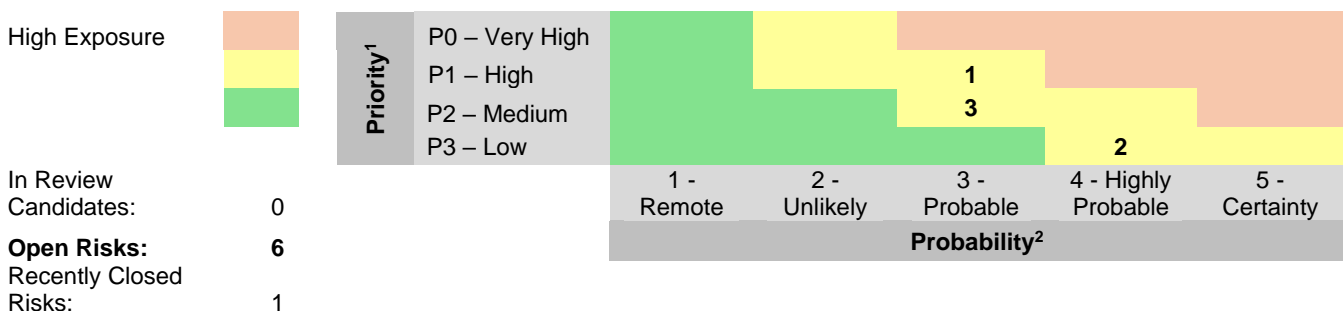 High Exposure
Priority1
P0 – Very High
P1 – High
1
P2 – Medium
3
P3 – Low
2
In Review
Candidates: 0
1 -
Remote
2 -
Unlikely
3 -
Probable
4 - Highly
Probable
5 -
Certainty
Open Risks: 6
Probability2
Recently Closed
Risks: 1